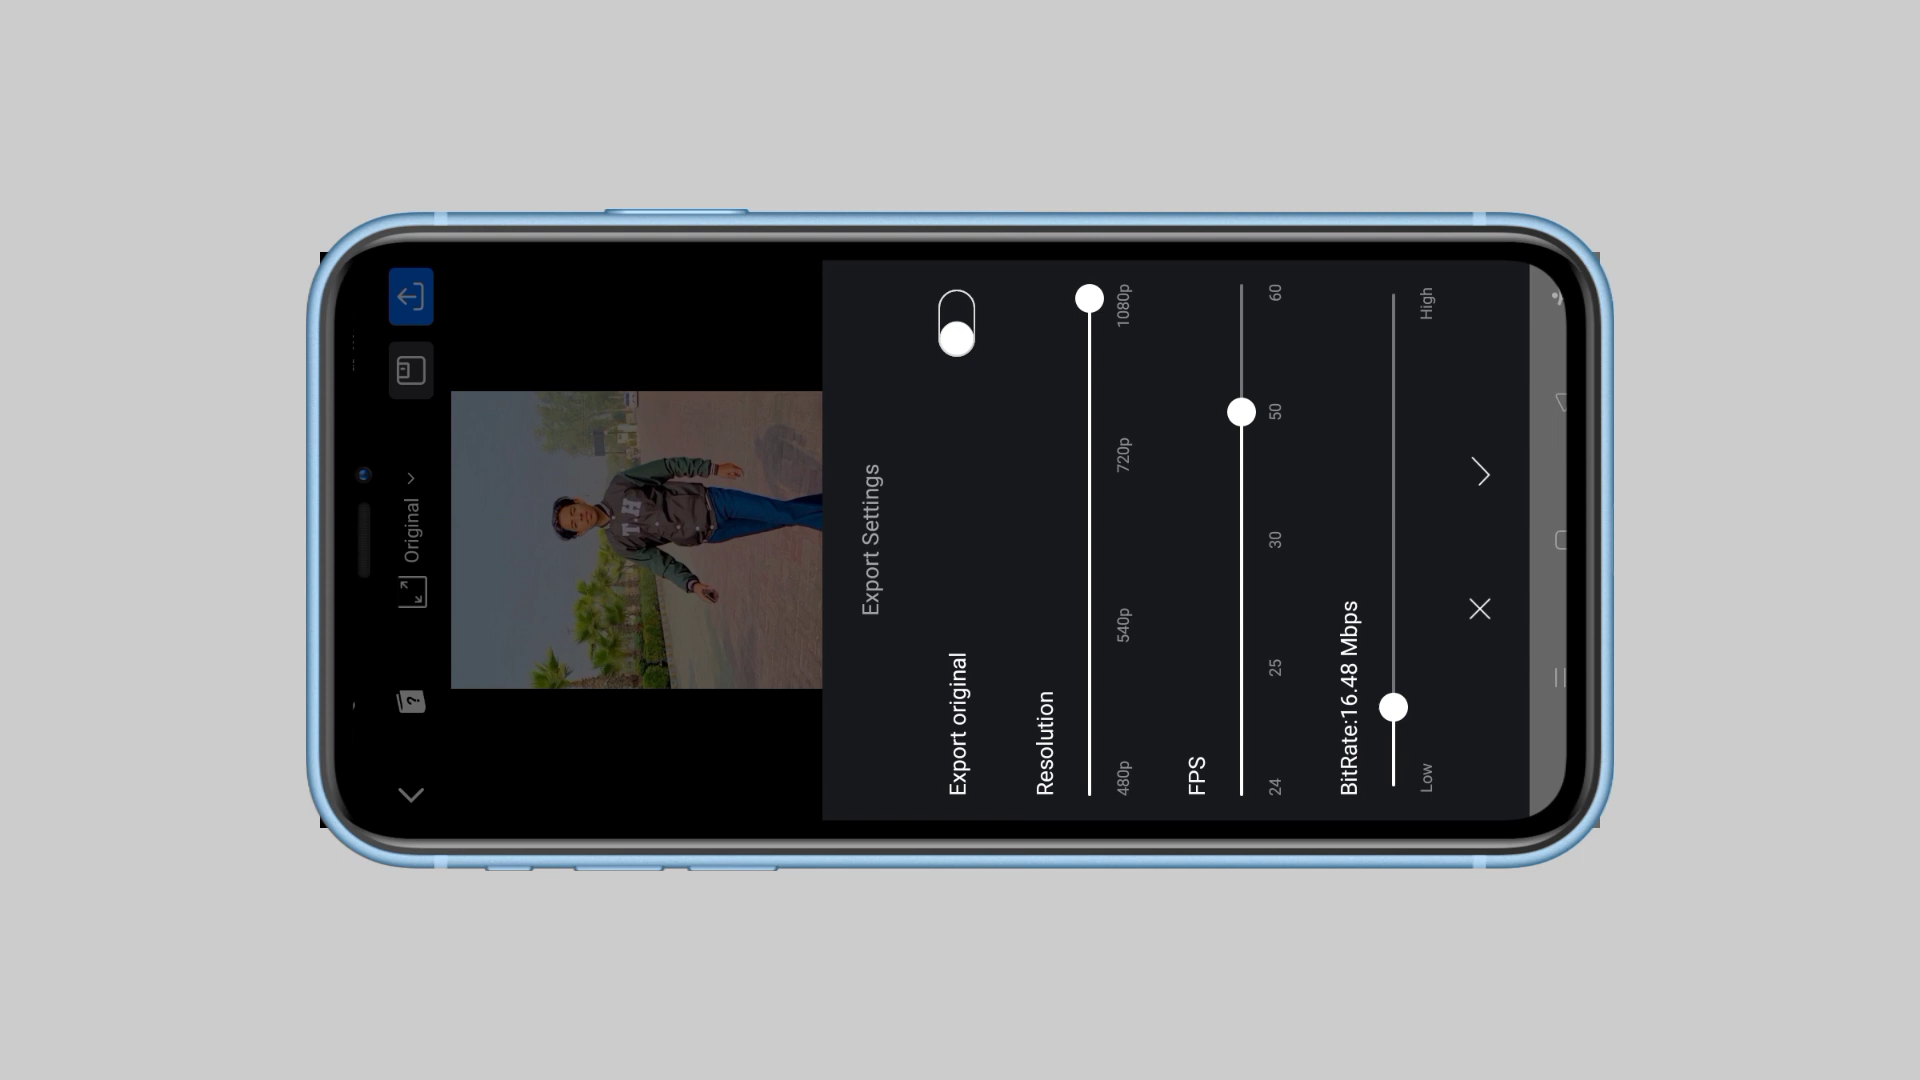 Original
T.H
Export Settings
Export original
Resolution
480p 540p 720p 1080p
FPS
24 25 30 50 60
BitRate:16.48 Mbps
Low High